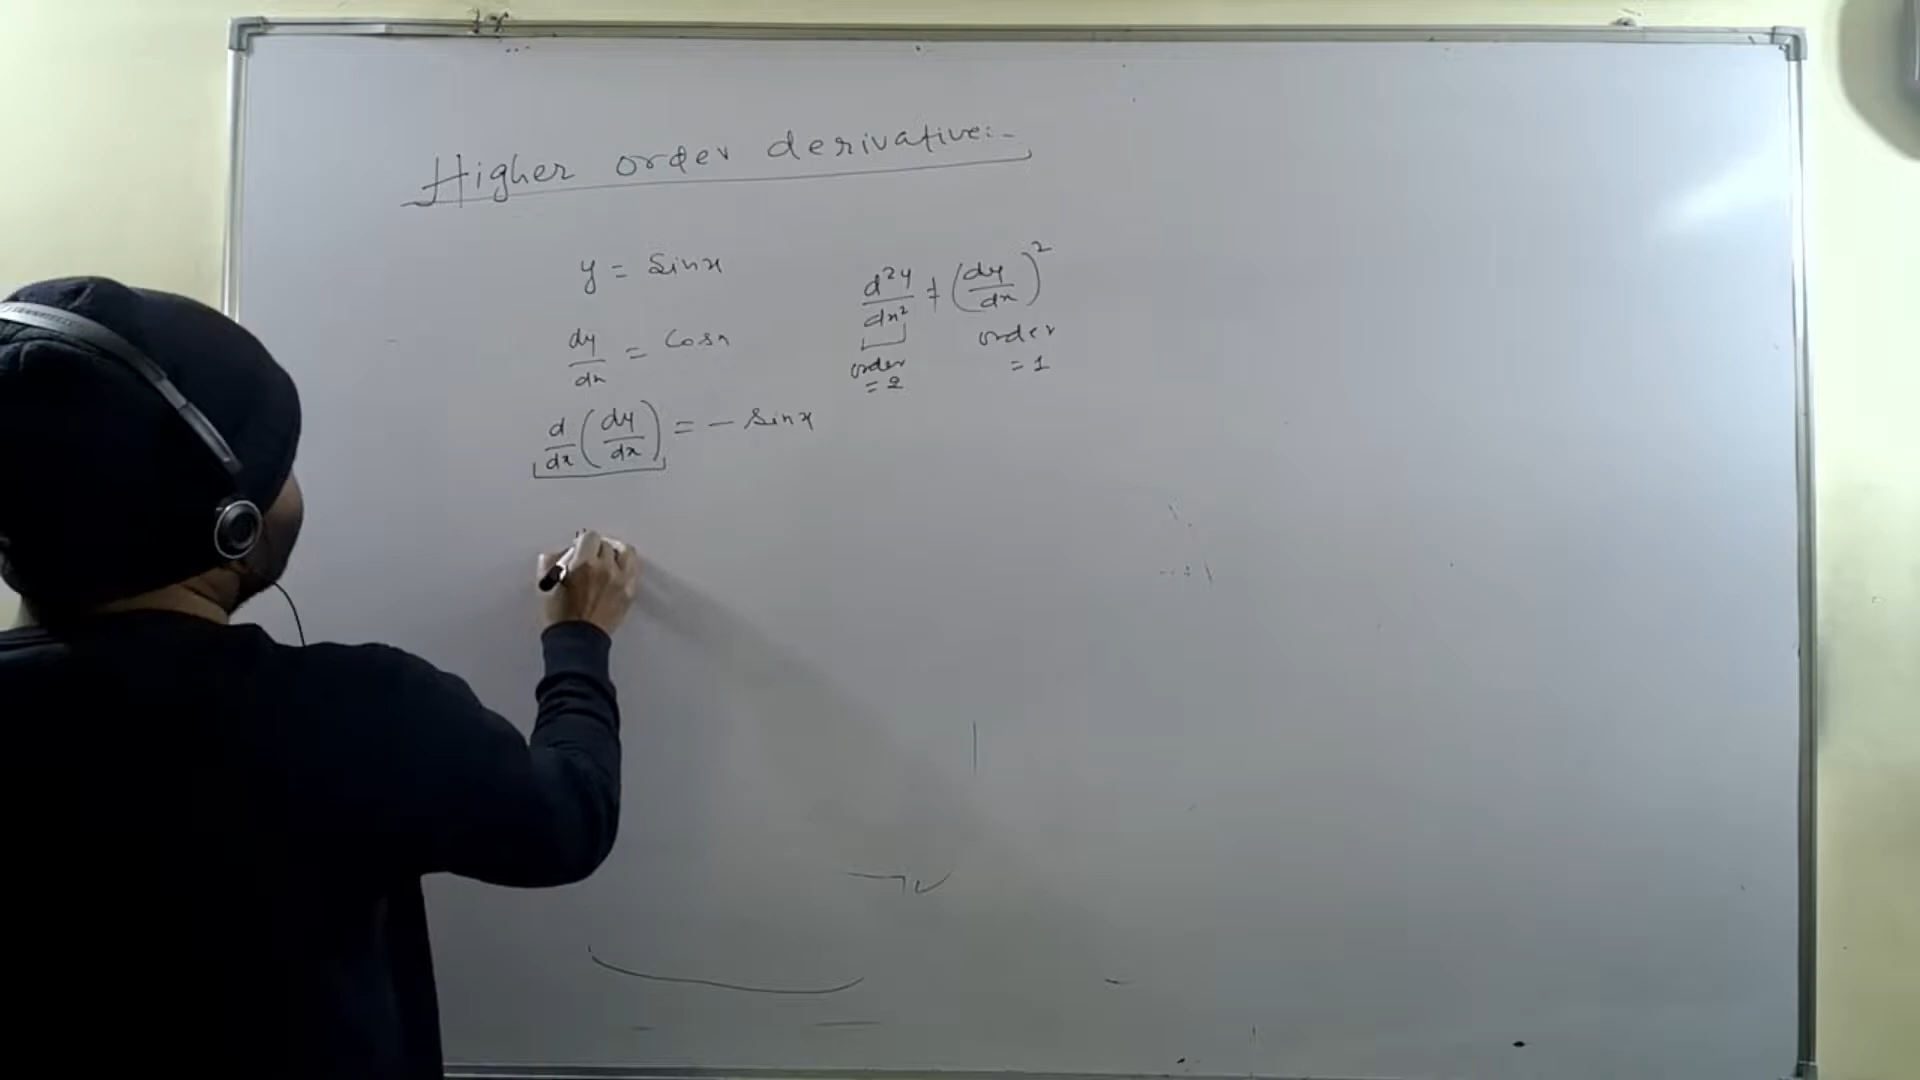 Higher order derivative:-
y = sinx
dy/dx = cosx
d/dx (dy/dx) = - sinx
d²y/dx² ≠ (dy/dx)²
order = 2
order = 1